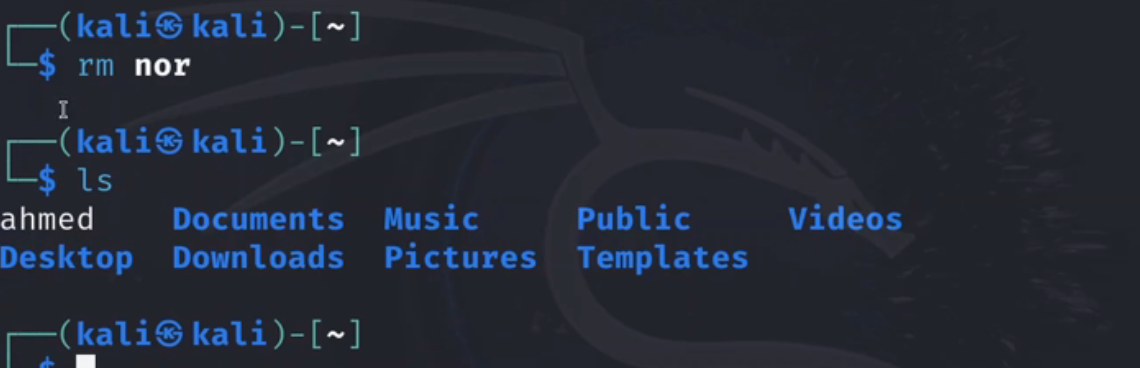 ┌──(kali㉿kali)-[~]
└─$ rm nor
┌──(kali㉿kali)-[~]
└─$ ls
ahmed Documents Music Public Videos
Desktop Downloads Pictures Templates
┌──(kali㉿kali)-[~]
└─$